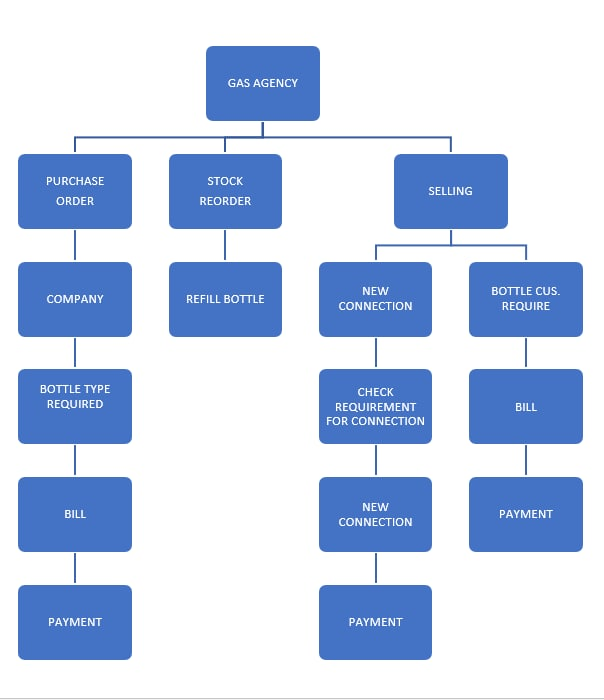 GAS AGENCY
PURCHASE
ORDER
STOCK
REORDER
SELLING
COMPANY
REFILL BOTTLE
NEW
CONNECTION
BOTTLE CUS.
REQUIRE
BOTTLE TYPE
REQUIRED
CHECK
REQUIREMENT
FOR CONNECTION
BILL
BILL
NEW
CONNECTION
PAYMENT
PAYMENT
PAYMENT